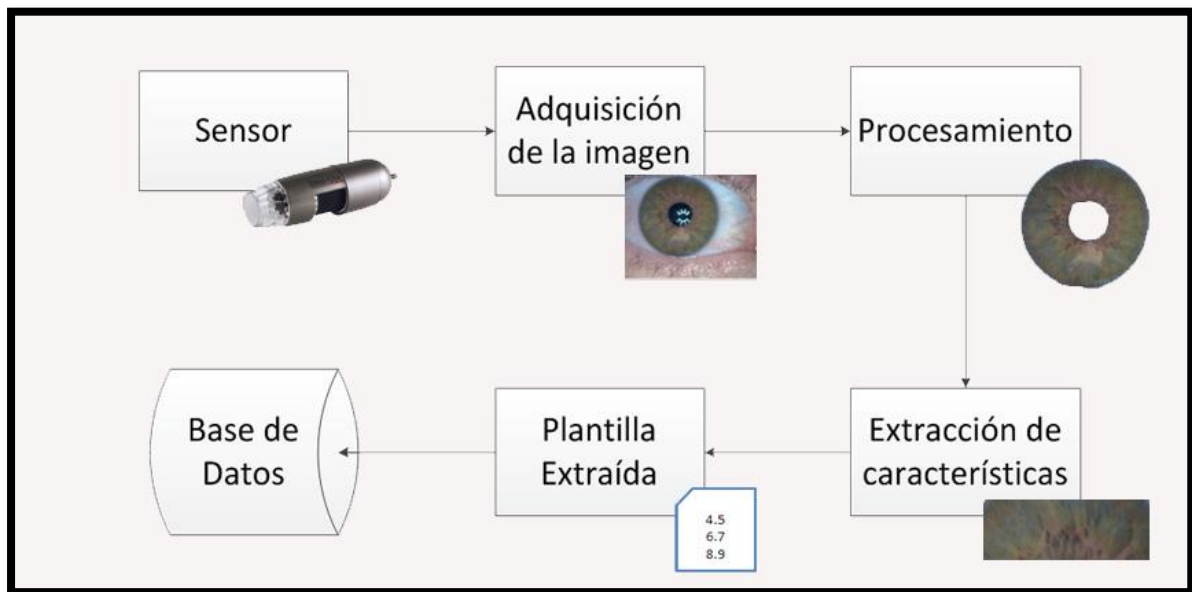 Sensor
Adquisición
de la imagen
Procesamiento
Base de
Datos
Plantilla
Extraída
4.5
6.7
8.9
Extracción de
característícas